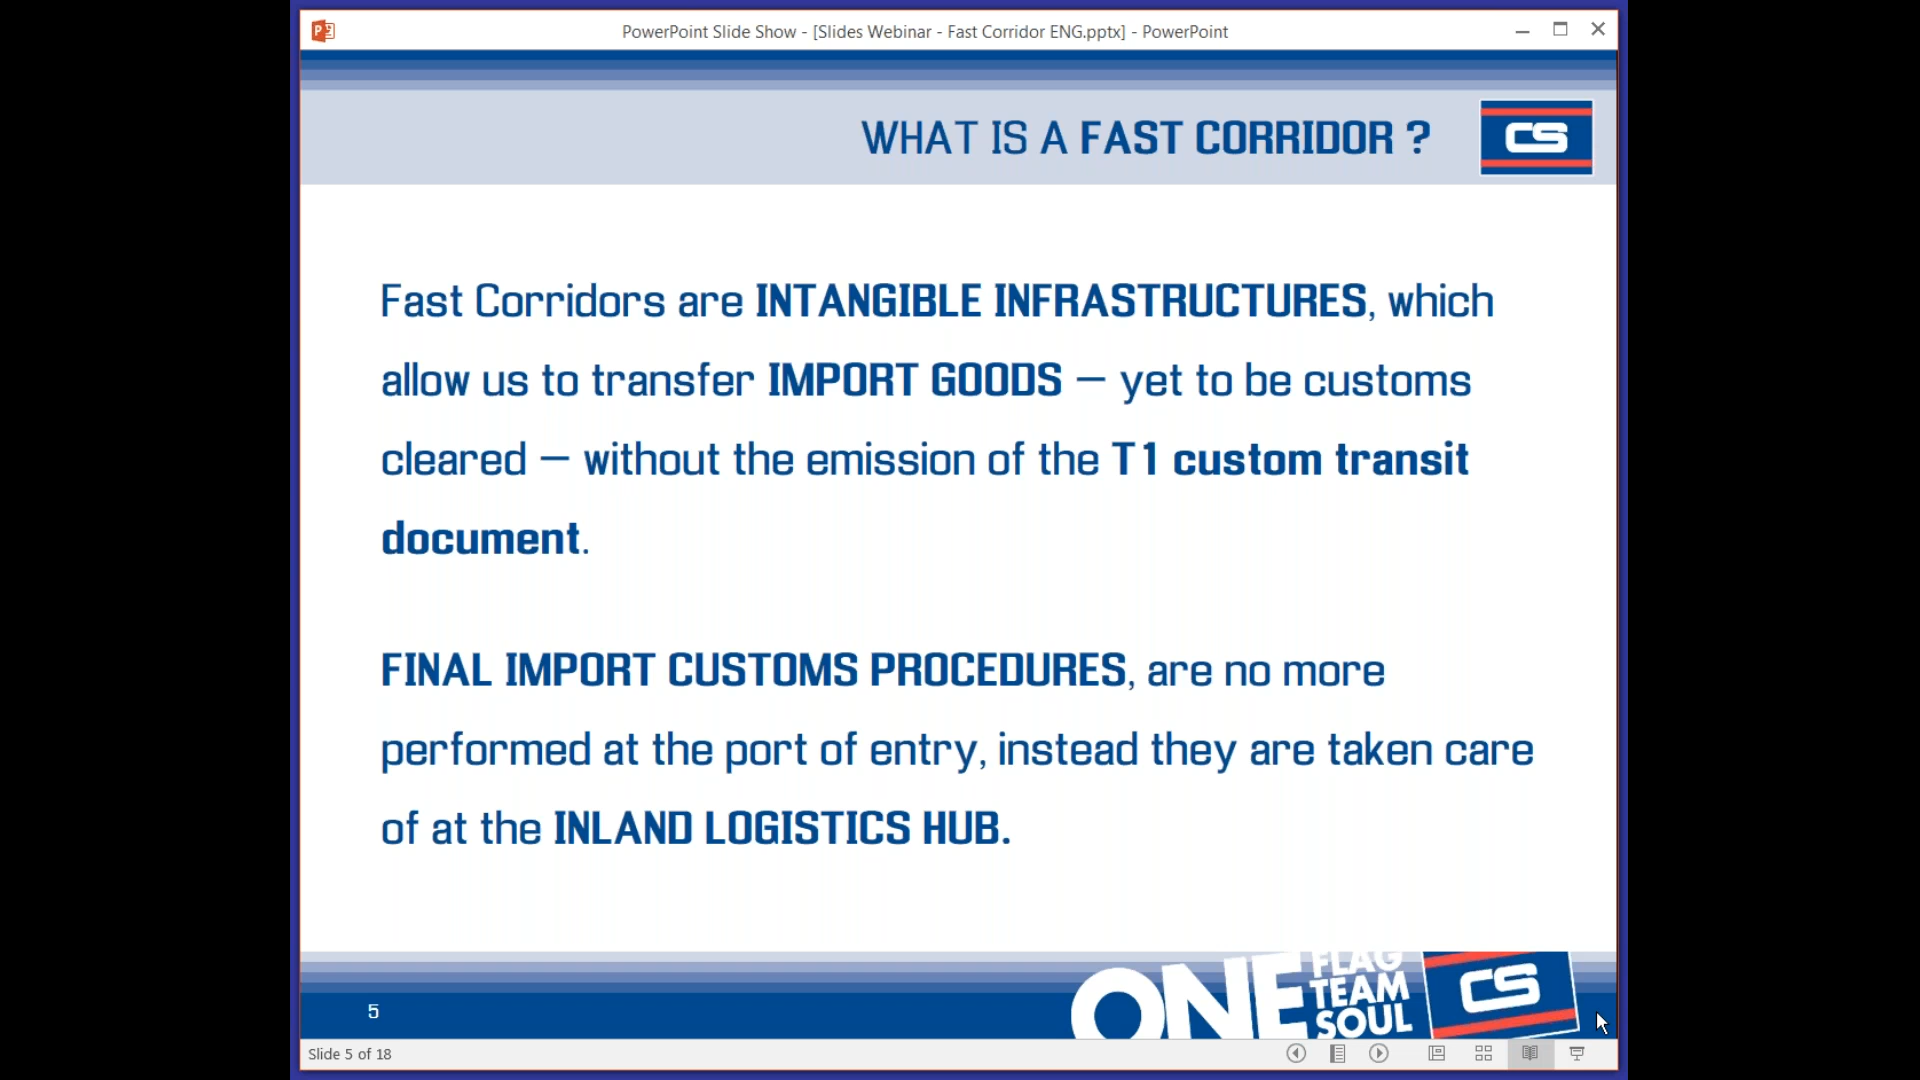 PowerPoint Slide Show - [Slides Webinar - Fast Corridor ENG.pptx] - PowerPoint
WHAT IS A FAST CORRIDOR ?
CS
Fast Corridors are INTANGIBLE INFRASTRUCTURES, which
allow us to transfer IMPORT GOODS – yet to be customs
cleared – without the emission of the T1 custom transit
document.
FINAL IMPORT CUSTOMS PROCEDURES, are no more
performed at the port of entry, instead they are taken care
of at the INLAND LOGISTICS HUB.
5
ONE
FLAG
TEAM
SOUL
CS
Slide 5 of 18